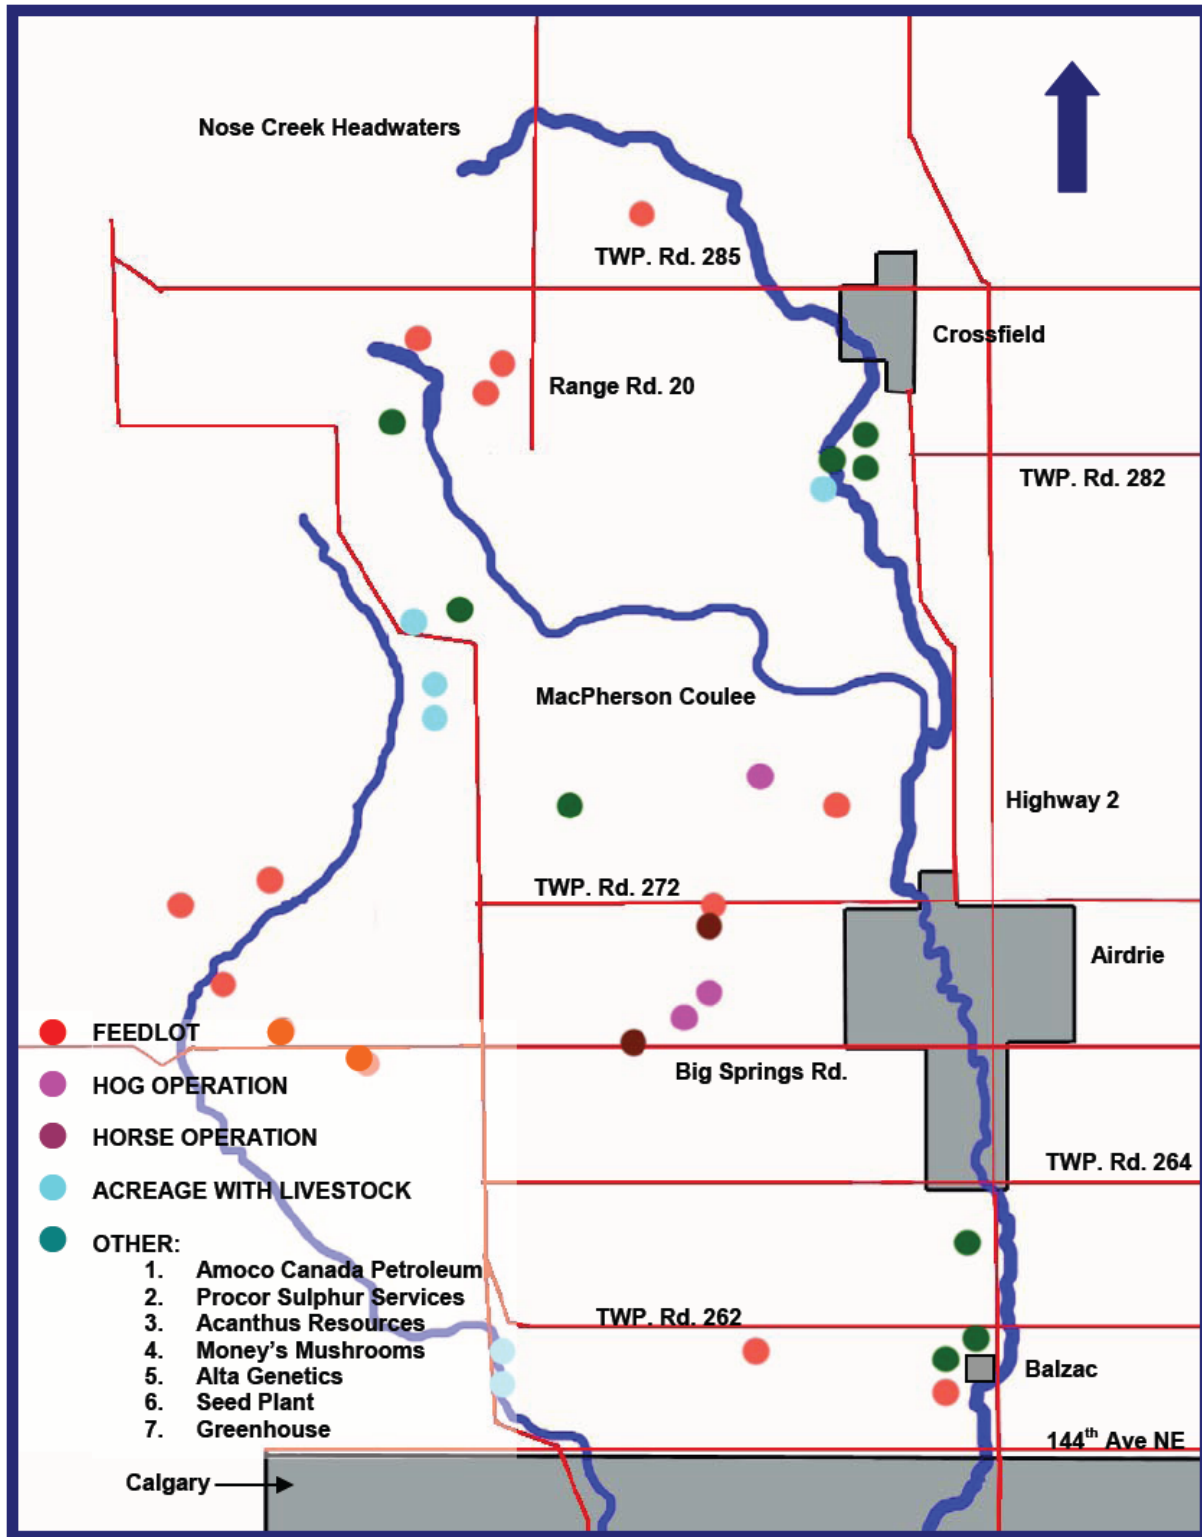 Nose Creek Headwaters
TWP. Rd. 285
Crossfield
Range Rd. 20
TWP. Rd. 282
MacPherson Coulee
Highway 2
TWP. Rd. 272
Airdrie
FEEDLOT
Big Springs Rd.
HOG OPERATION
HORSE OPERATION
TWP. Rd. 264
ACREAGE WITH LIVESTOCK
OTHER:
1. Amoco Canada Petroleum
2. Procor Sulphur Services
TWP. Rd. 262
3. Acanthus Resources
4. Money's Mushrooms
Balzac
5. Alta Genetics
6. Seed Plant
7. Greenhouse
144th Ave NE
Calgary